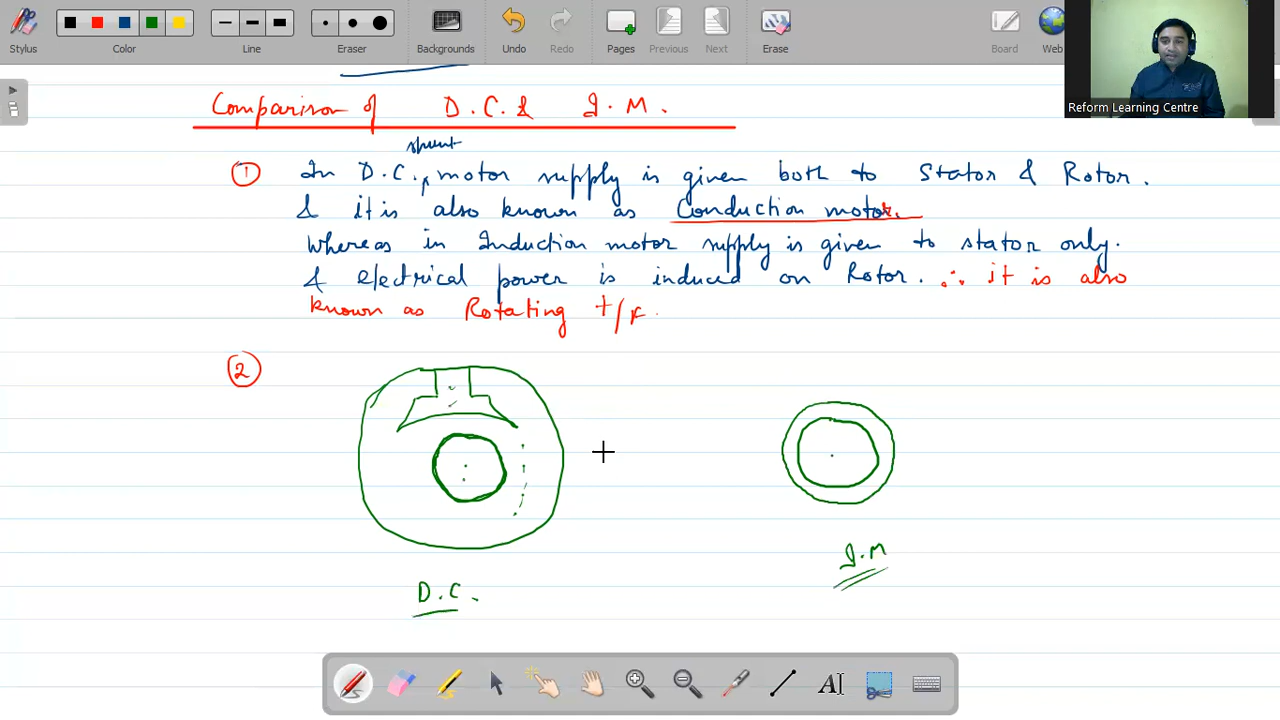 Stylus
Color
Line
Eraser
Backgrounds
Undo
Redo
Pages
Previous
Next
Erase
Board
Web
Reform Learning Centre
Comparison of D.C. & I.M.
shunt
① In D.C. motor supply is given both to Stator & Rotor.
& it is also known as Conduction motor.
Whereas in Induction motor supply is given to stator only.
& electrical power is induced on Rotor. ∴ it is also
known as Rotating t/F.
②
I.M
D.C.